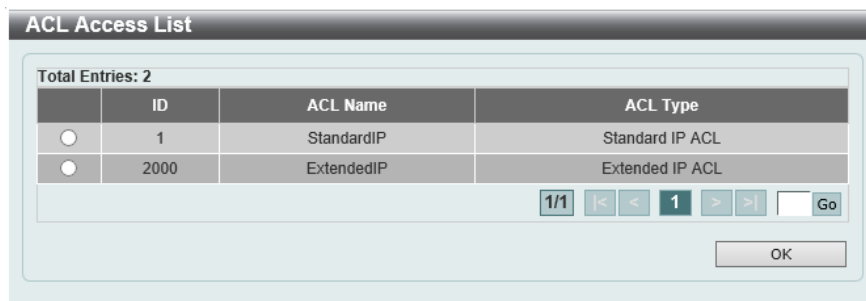 ACL Access List
Total Entries: 2
ID ACL Name ACL Type
1 StandardIP Standard IP ACL
2000 ExtendedIP Extended IP ACL
1/1 |< < 1 > >| Go
OK